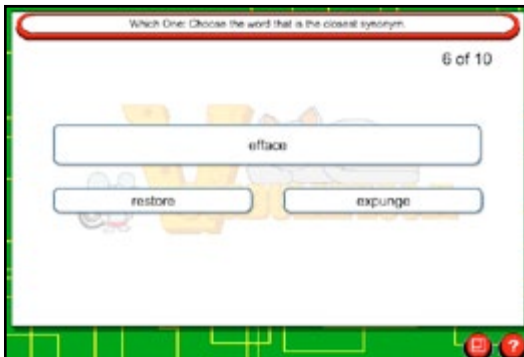 Which One: Choose the word that is the closest synonym.
6 of 10
efface
restore
expunge
?